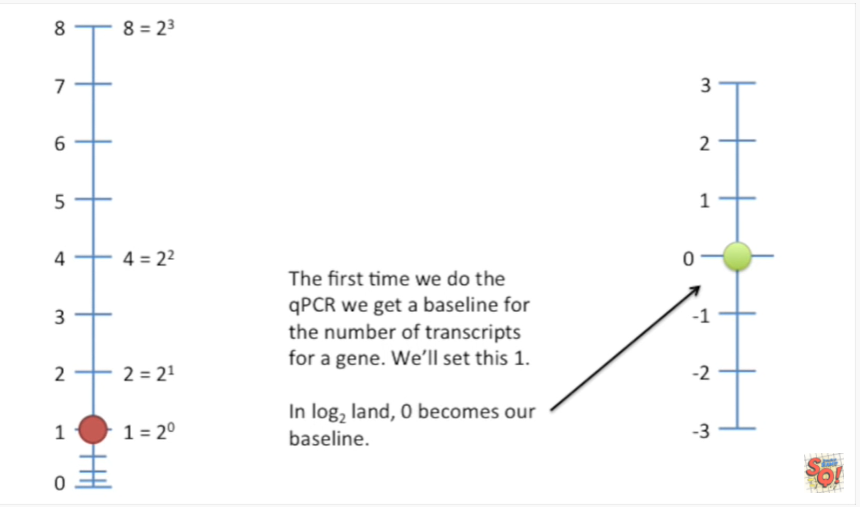 8 8 = 2³
7
6
5
4 4 = 2²
3
2 2 = 2¹
1 1 = 2⁰
0
The first time we do the
qPCR we get a baseline for
the number of transcripts
for a gene. We'll set this 1.
In log₂ land, 0 becomes our
baseline.
3
2
1
0
-1
-2
-3
SQ!